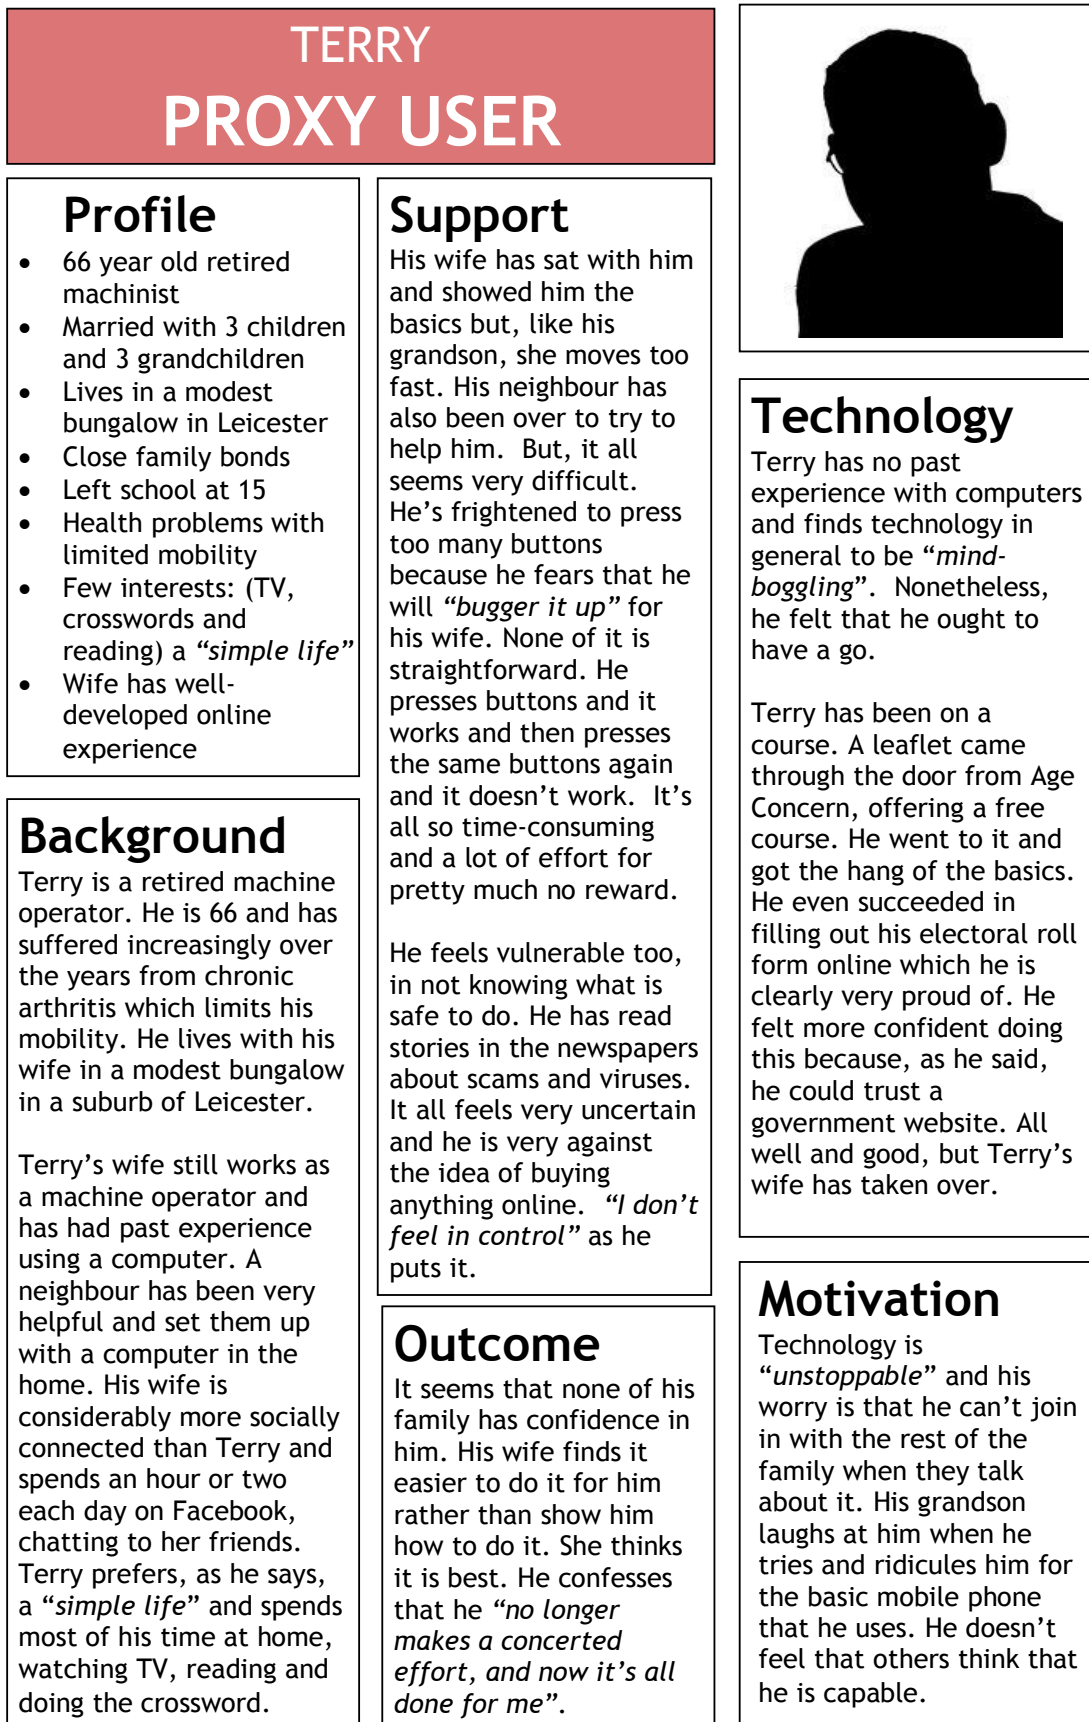 TERRY
PROXY USER
Profile
• 66 year old retired
machinist
• Married with 3 children
and 3 grandchildren
• Lives in a modest
bungalow in Leicester
• Close family bonds
• Left school at 15
• Health problems with
limited mobility
• Few interests: (TV,
crosswords and
reading) a “simple life”
• Wife has well-
developed online
experience
Background
Terry is a retired machine
operator. He is 66 and has
suffered increasingly over
the years from chronic
arthritis which limits his
mobility. He lives with his
wife in a modest bungalow
in a suburb of Leicester.
Terry’s wife still works as
a machine operator and
has had past experience
using a computer. A
neighbour has been very
helpful and set them up
with a computer in the
home. His wife is
considerably more socially
connected than Terry and
spends an hour or two
each day on Facebook,
chatting to her friends.
Terry prefers, as he says,
a “simple life” and spends
most of his time at home,
watching TV, reading and
doing the crossword.
Support
His wife has sat with him
and showed him the
basics but, like his
grandson, she moves too
fast. His neighbour has
also been over to try to
help him. But, it all
seems very difficult.
He’s frightened to press
too many buttons
because he fears that he
will “bugger it up” for
his wife. None of it is
straightforward. He
presses buttons and it
works and then presses
the same buttons again
and it doesn’t work. It’s
all so time-consuming
and a lot of effort for
pretty much no reward.
He feels vulnerable too,
in not knowing what is
safe to do. He has read
stories in the newspapers
about scams and viruses.
It all feels very uncertain
and he is very against
the idea of buying
anything online. “I don’t
feel in control” as he
puts it.
Outcome
It seems that none of his
family has confidence in
him. His wife finds it
easier to do it for him
rather than show him
how to do it. She thinks
it is best. He confesses
that he “no longer
makes a concerted
effort, and now it’s all
done for me”.
Technology
Terry has no past
experience with computers
and finds technology in
general to be “mind-
boggling”. Nonetheless,
he felt that he ought to
have a go.
Terry has been on a
course. A leaflet came
through the door from Age
Concern, offering a free
course. He went to it and
got the hang of the basics.
He even succeeded in
filling out his electoral roll
form online which he is
clearly very proud of. He
felt more confident doing
this because, as he said,
he could trust a
government website. All
well and good, but Terry’s
wife has taken over.
Motivation
Technology is
“unstoppable” and his
worry is that he can’t join
in with the rest of the
family when they talk
about it. His grandson
laughs at him when he
tries and ridicules him for
the basic mobile phone
that he uses. He doesn’t
feel that others think that
he is capable.